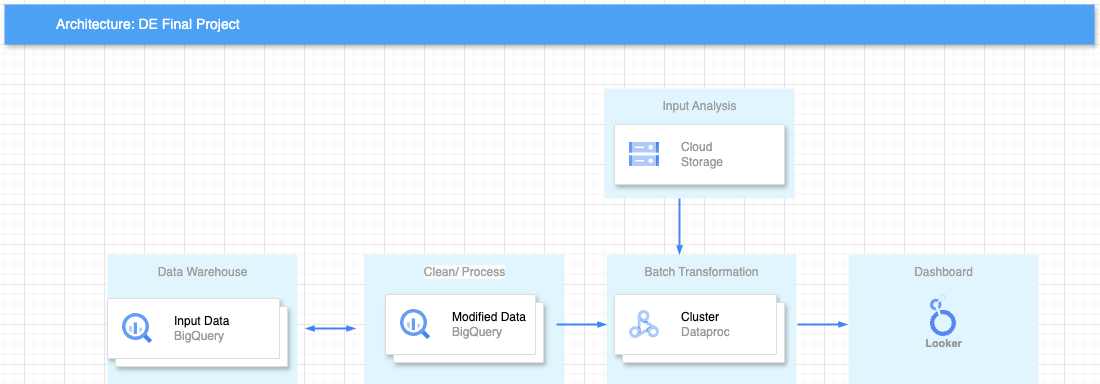 Architecture: DE Final Project
Input Analysis
Cloud
Storage
Data Warehouse
Input Data
BigQuery
Clean/ Process
Modified Data
BigQuery
Batch Transformation
Cluster
Dataproc
Dashboard
Looker